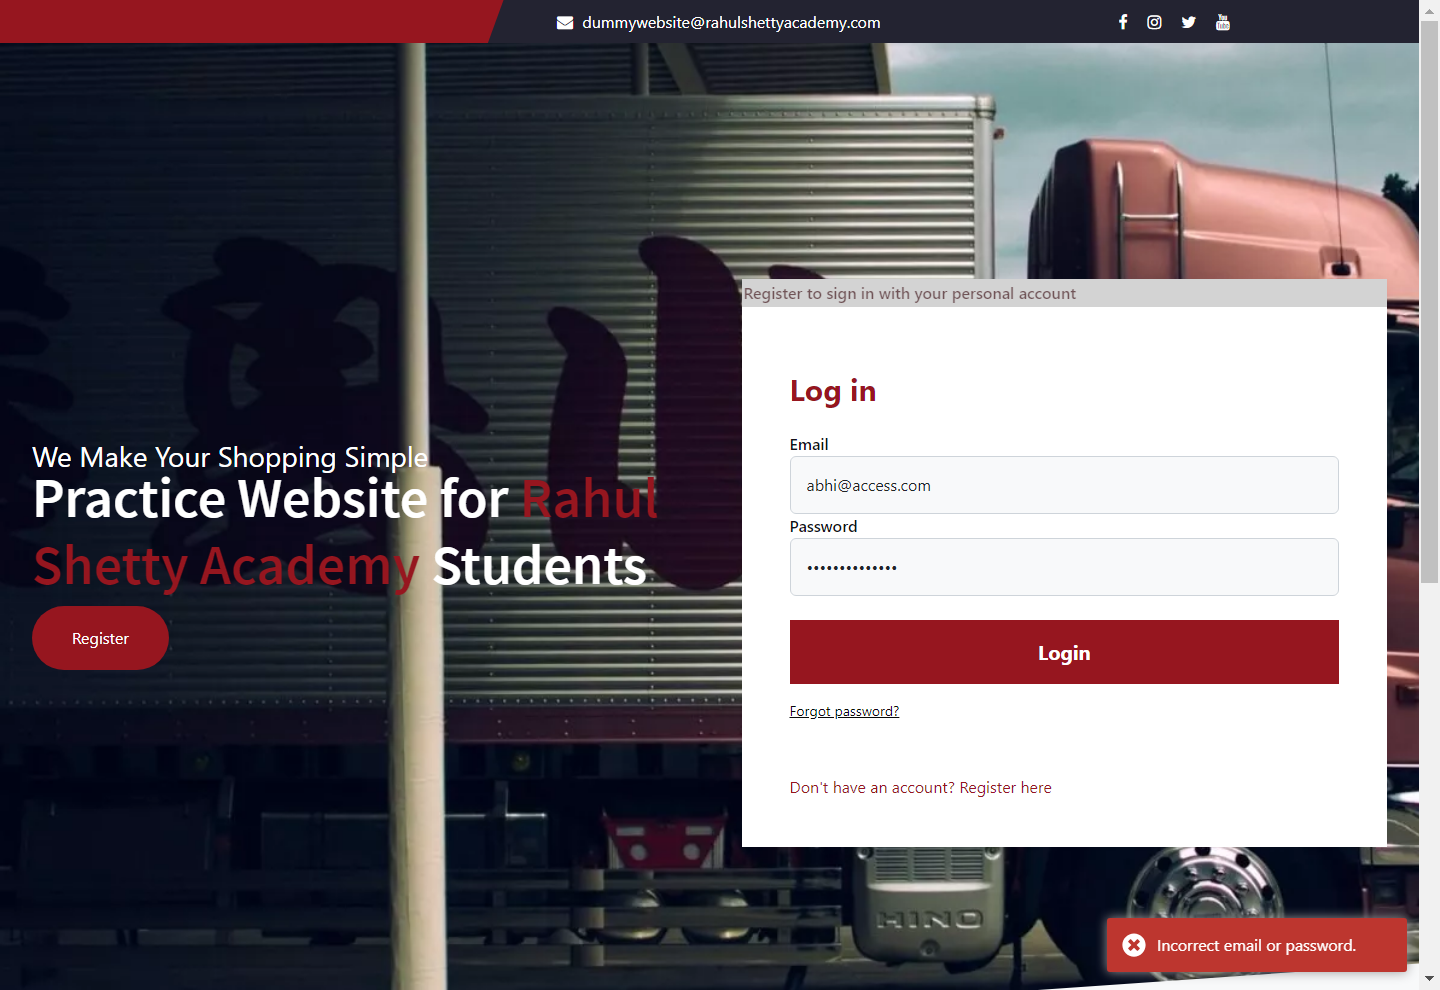 dummywebsite@rahulshettyacademy.com
Register to sign in with your personal account
We Make Your Shopping Simple
Practice Website for Rahul
Shetty Academy Students
Register
Log in
Email
abhi@access.com
Password
••••••••••••••
Login
Forgot password?
Don't have an account? Register here
HINO
Incorrect email or password.